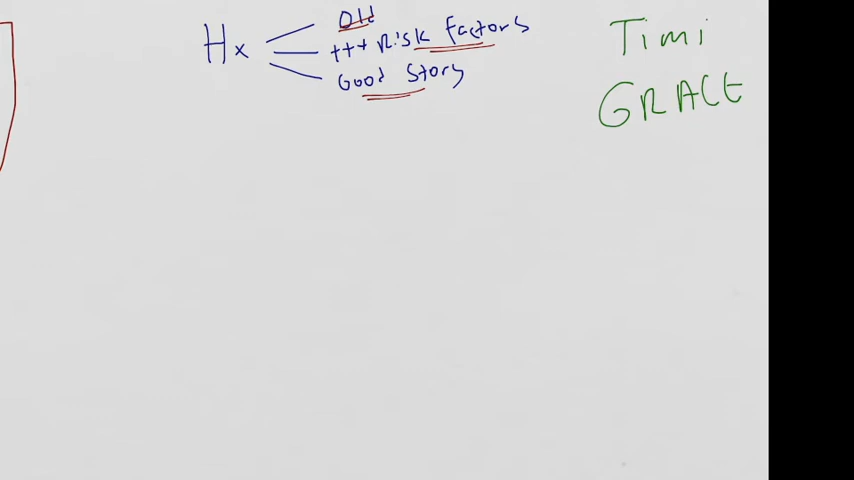 Hx
Old
+++ Risk Factors
Good Story
Timi
GRACE